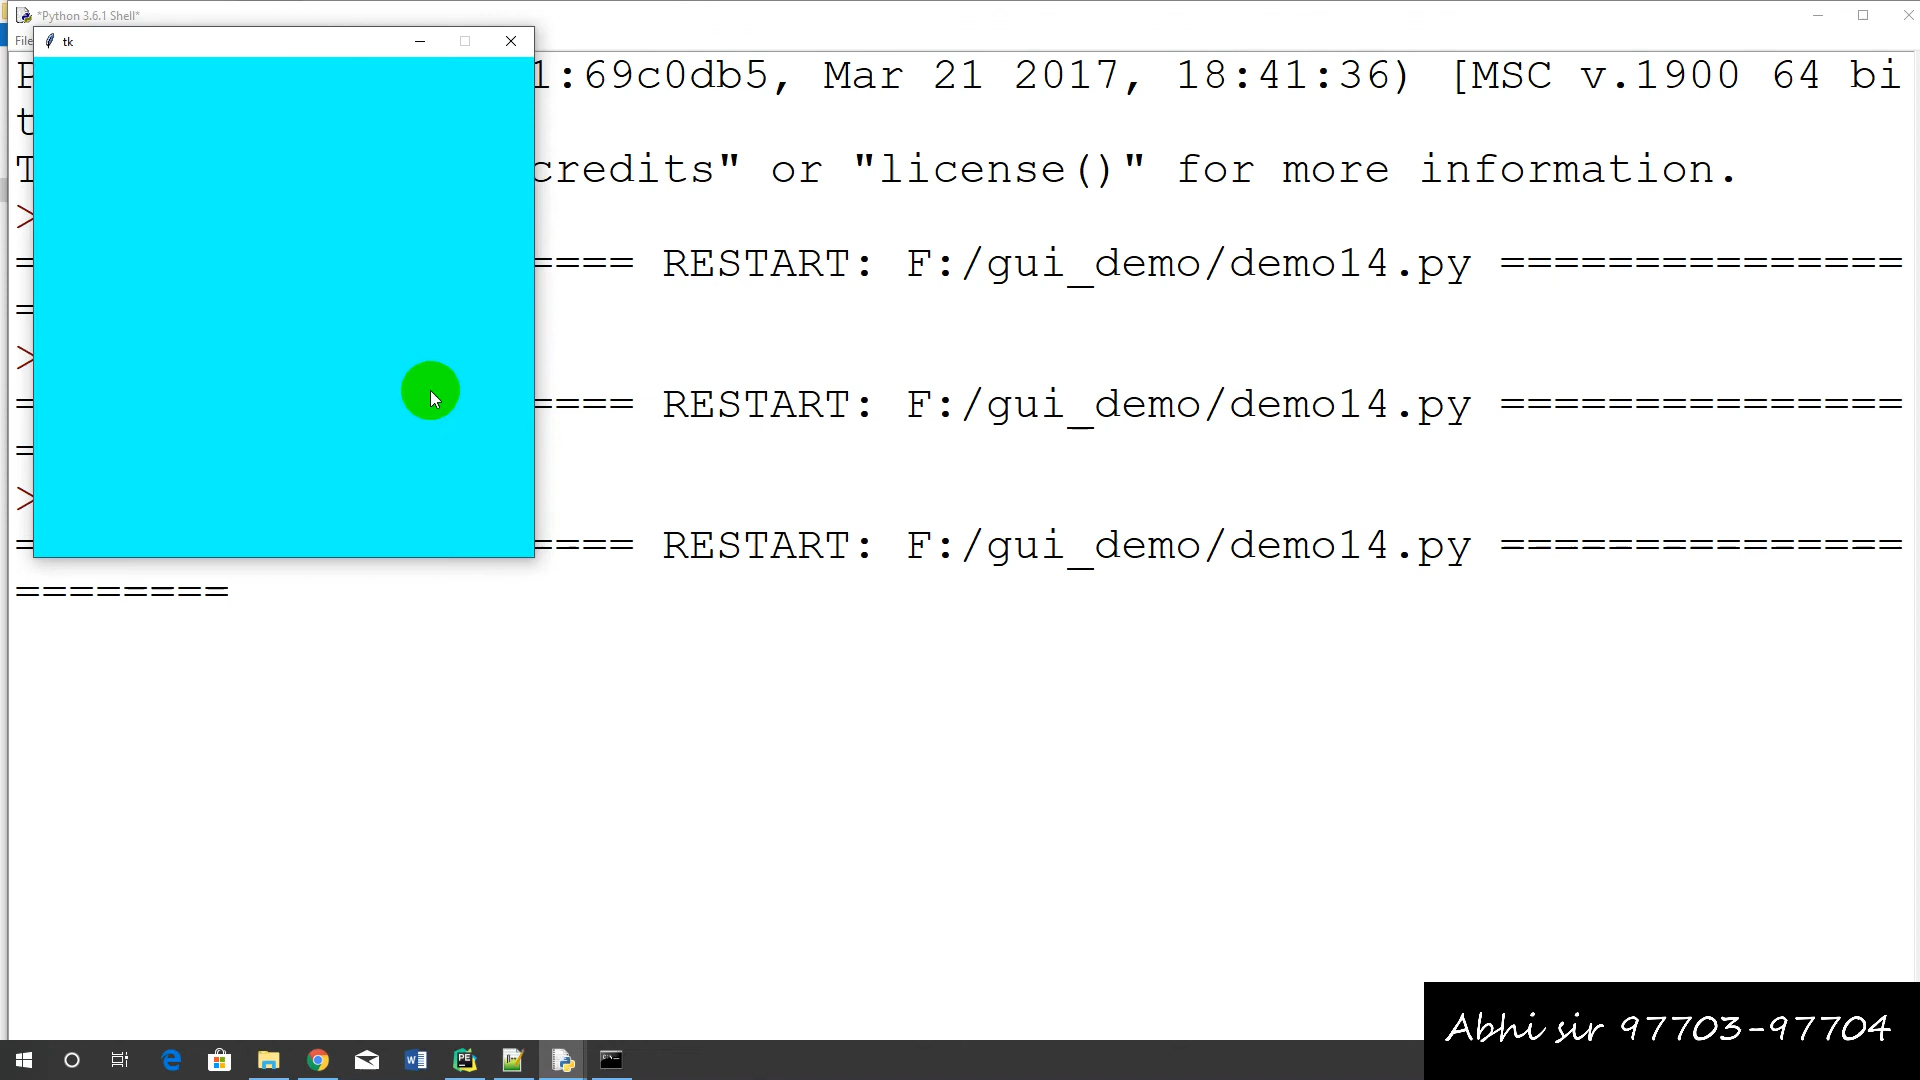 *Python 3.6.1 Shell*
File
tk
1:69c0db5, Mar 21 2017, 18:41:36) [MSC v.1900 64 bi
t
T credits" or "license()" for more information.
>
= ==== RESTART: F:/gui_demo/demo14.py ===============
=
>
= ==== RESTART: F:/gui_demo/demo14.py ===============
=
>
= ==== RESTART: F:/gui_demo/demo14.py ===============
========
Abhi sir 97703-97704